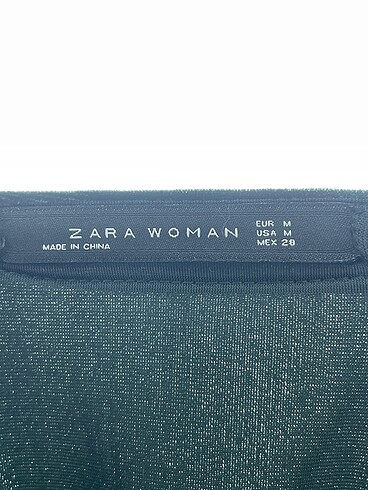 ZARA WOMAN
MADE IN CHINA
EUR M
USA M
MEX 28